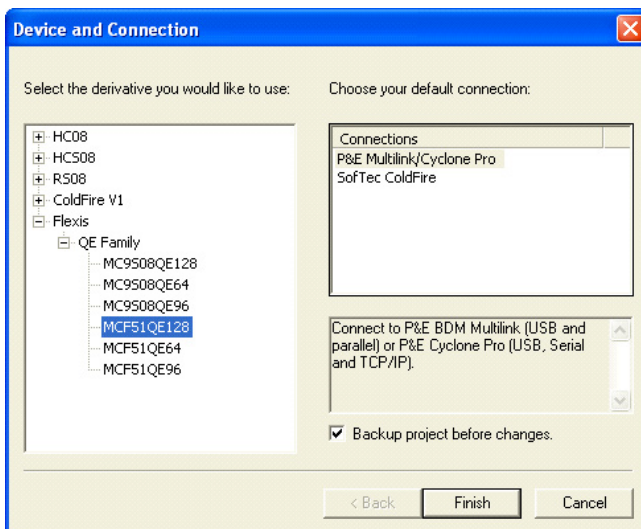 Device and Connection
Select the derivative you would like to use:
HC08
HCS08
RS08
ColdFire V1
Flexis
QE Family
MC9S08QE128
MC9S08QE64
MC9S08QE96
MCF51QE128
MCF51QE64
MCF51QE96
Choose your default connection:
Connections
P&E Multilink/Cyclone Pro
SofTec ColdFire
Connect to P&E BDM Multilink (USB and
parallel) or P&E Cyclone Pro (USB, Serial
and TCP/IP).
Backup project before changes.
< Back
Finish
Cancel